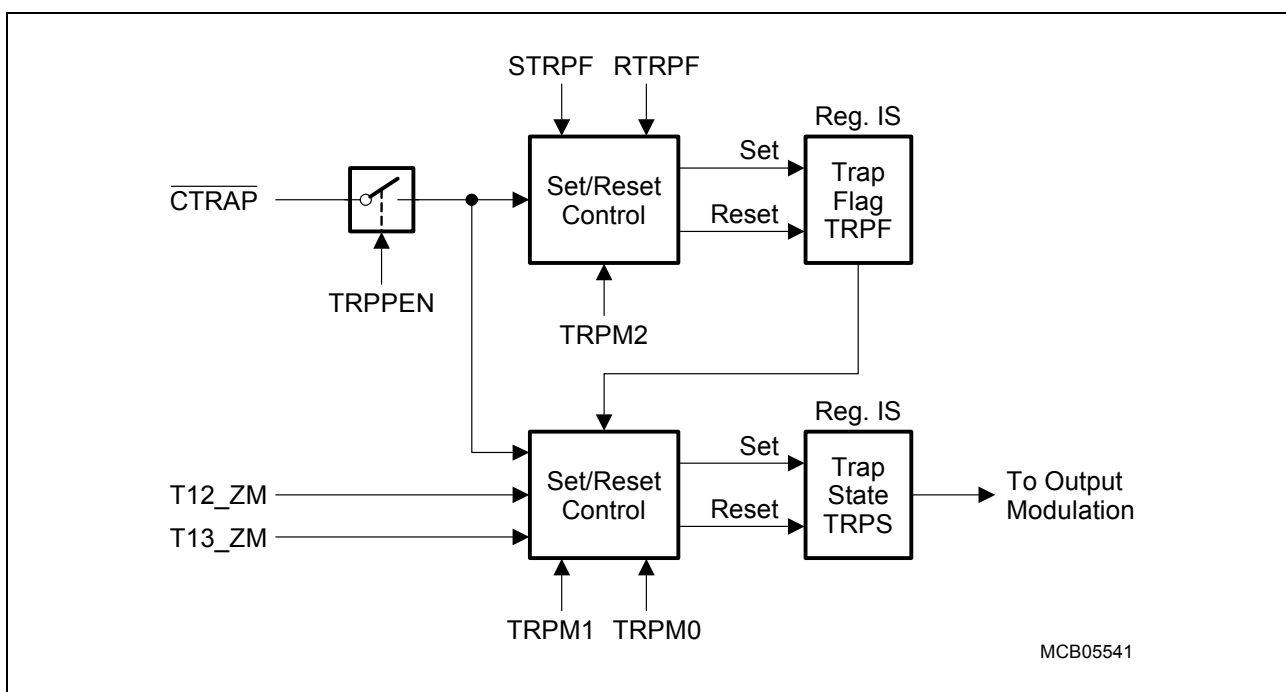 STRPF RTRPF
Reg. IS
CTRAP
Set/Reset
Control
Set
Reset
Trap
Flag
TRPF
TRPPEN
TRPM2
Reg. IS
T12_ZM
T13_ZM
Set/Reset
Control
Set
Reset
Trap
State
TRPS
To Output
Modulation
TRPM1 TRPM0
MCB05541